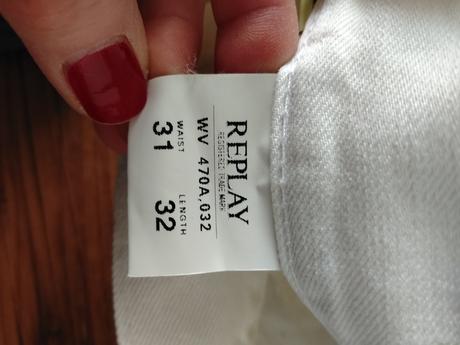 REPLAY
REGISTERED TRADE MARK
WV 470A,032
WAIST LENGTH
31 32